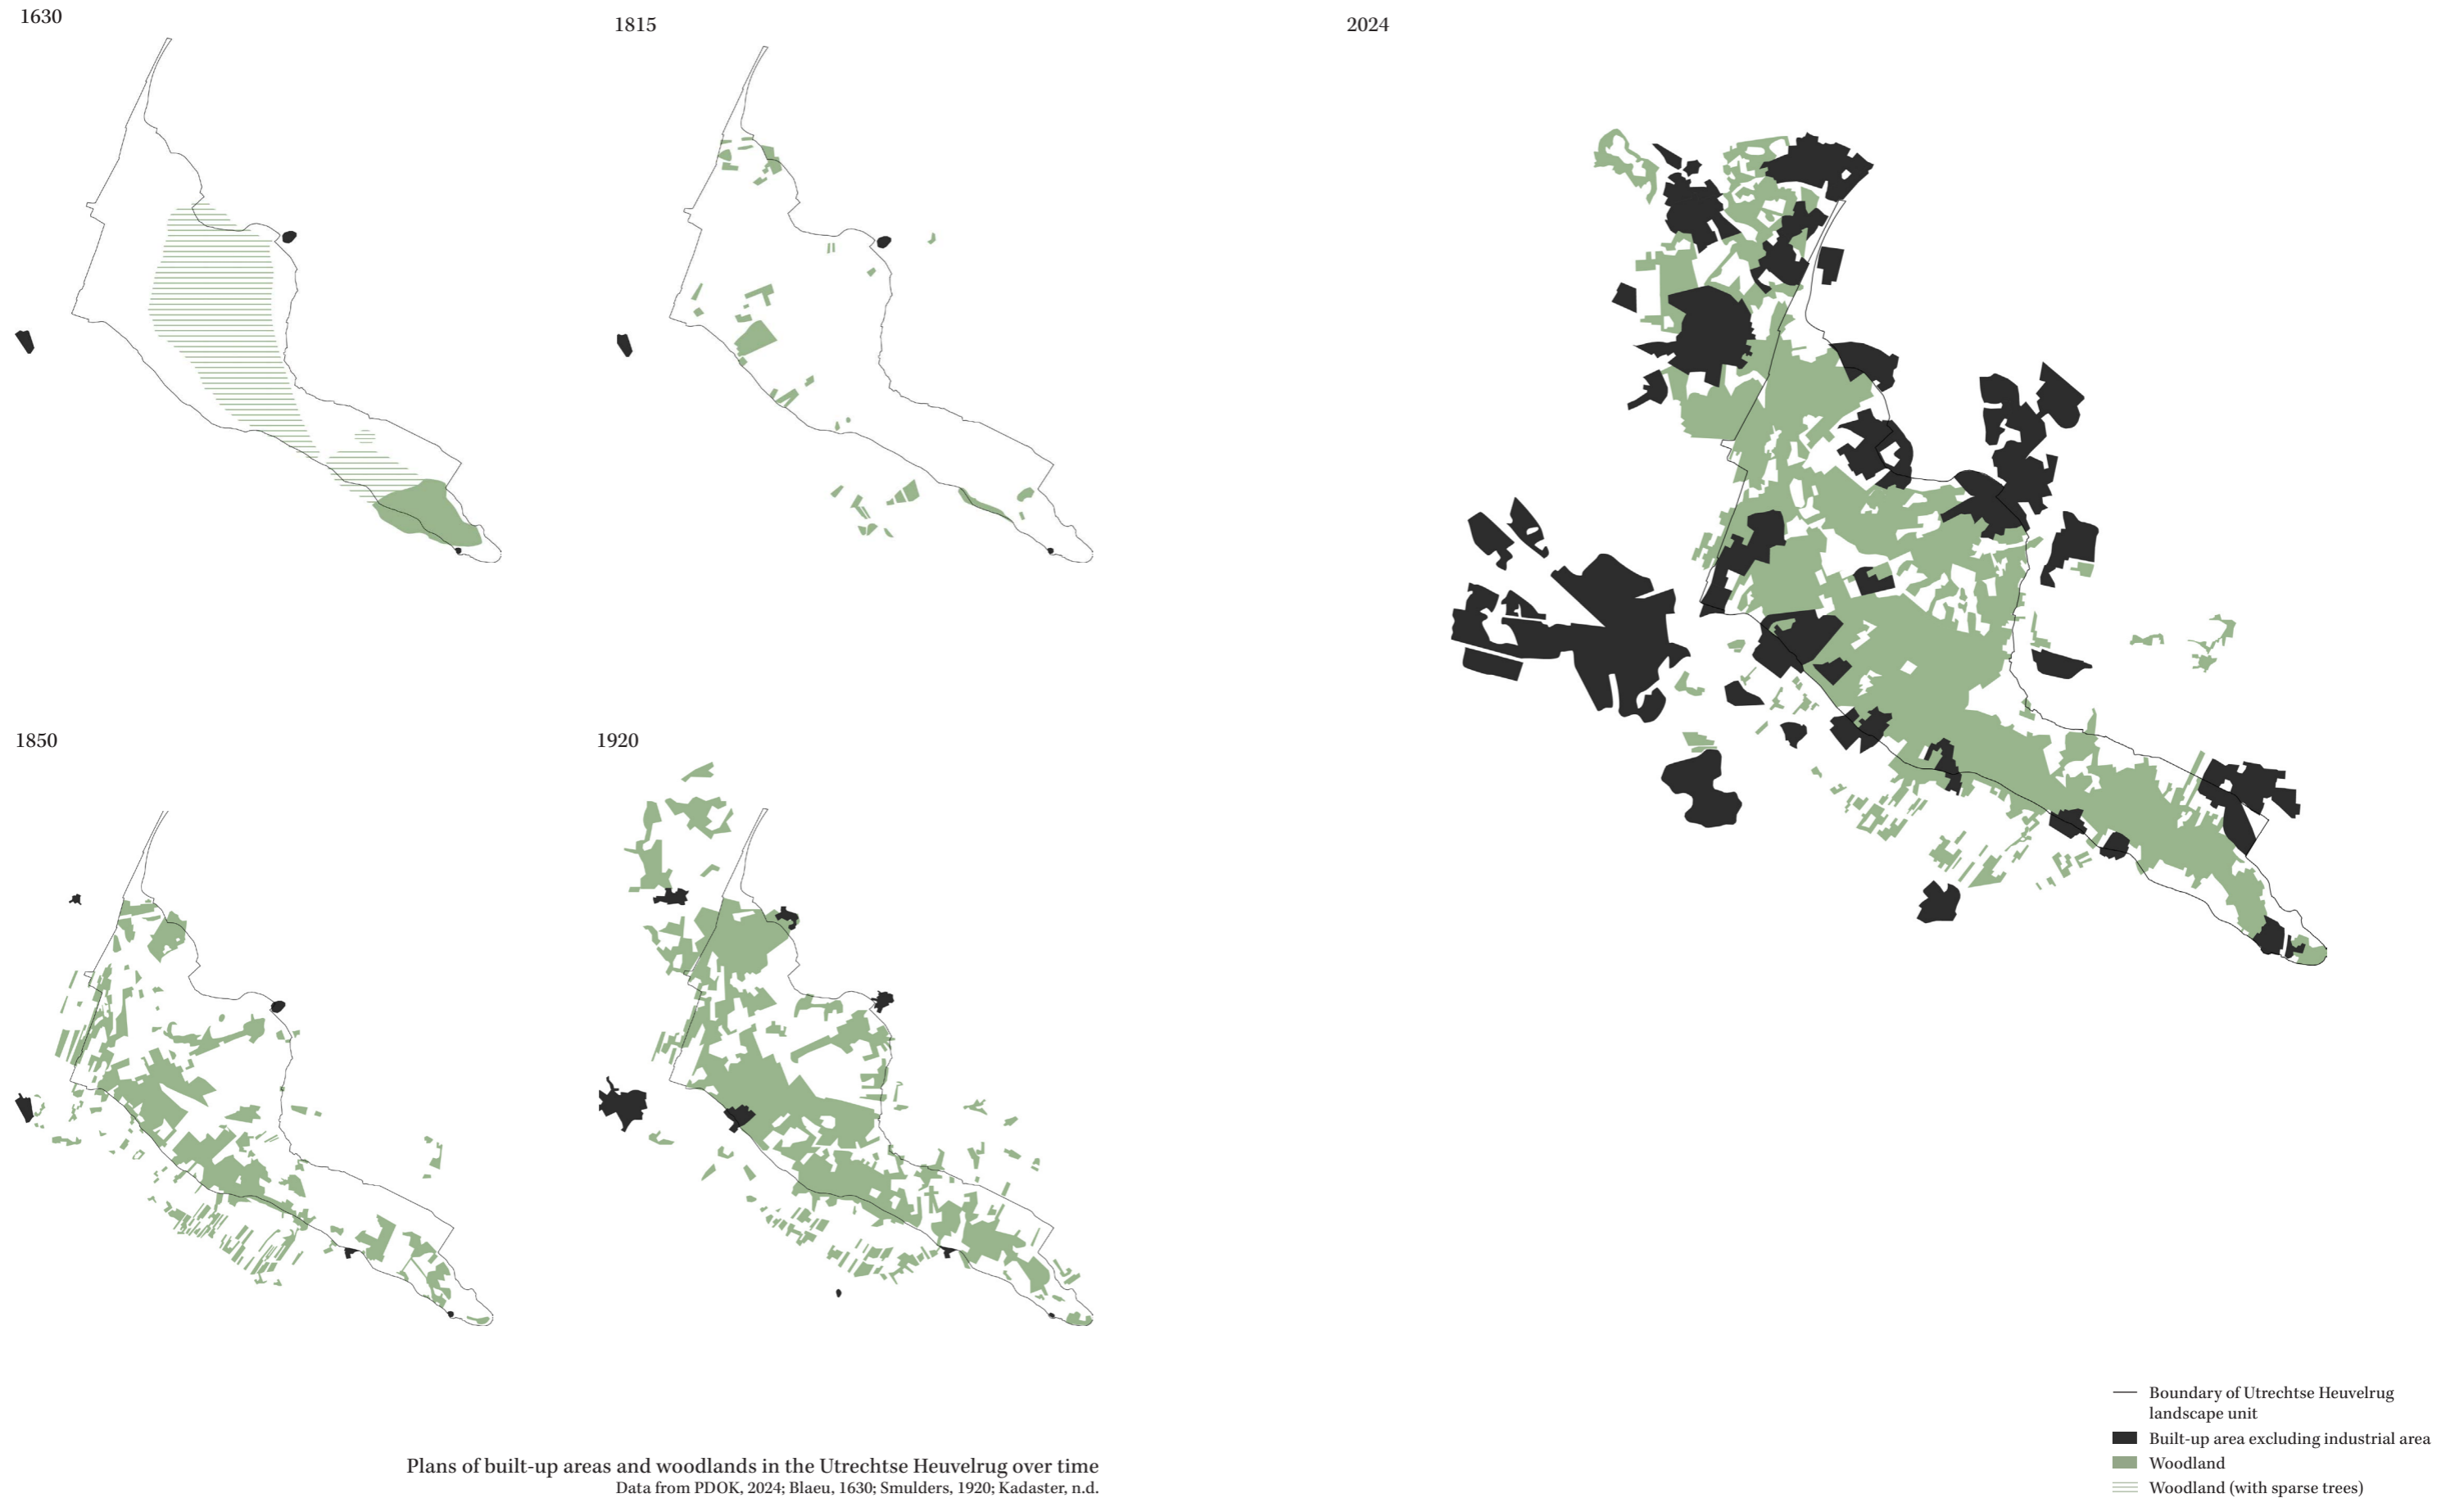 1630
1815
2024
1850
1920
Boundary of Utrechtse Heuvelrug
landscape unit
Built-up area excluding industrial area
Woodland
Woodland (with sparse trees)
Plans of built-up areas and woodlands in the Utrechtse Heuvelrug over time
Data from PDOK, 2024; Blaeu, 1630; Smulders, 1920; Kadaster, n.d.